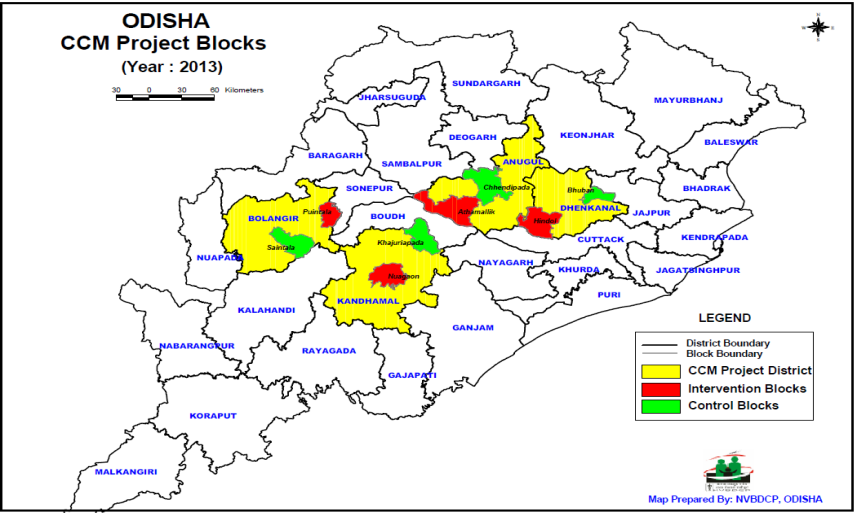 ODISHA
CCM Project Blocks
(Year : 2013)
30 0 30 60 Kilometers
N
W E
S
SUNDARGARH
JHARSUGUDA
MAYURBHANJ
DEOGARH
KEONJHAR
BALESWAR
BARAGARH
SAMBALPUR
ANUGUL
SONEPUR
Chhendipada
Bhuban
BHADRAK
Puintala
Athamallik
DHENKANAL
JAJPUR
BOLANGIR
BOUDH
Hindol
Saintala
Khajuriapada
CUTTACK
KENDRAPADA
NUAPADA
NAYAGARH
KHURDA
JAGATSINGHPUR
PURI
KALAHANDI
KANDHAMAL
GANJAM
NABARANGPUR
RAYAGADA
GAJAPATI
KORAPUT
MALKANGIRI
LEGEND
District Boundary
Block Boundary
CCM Project District
Intervention Blocks
Control Blocks
Map Prepared By: NVBDCP, ODISHA